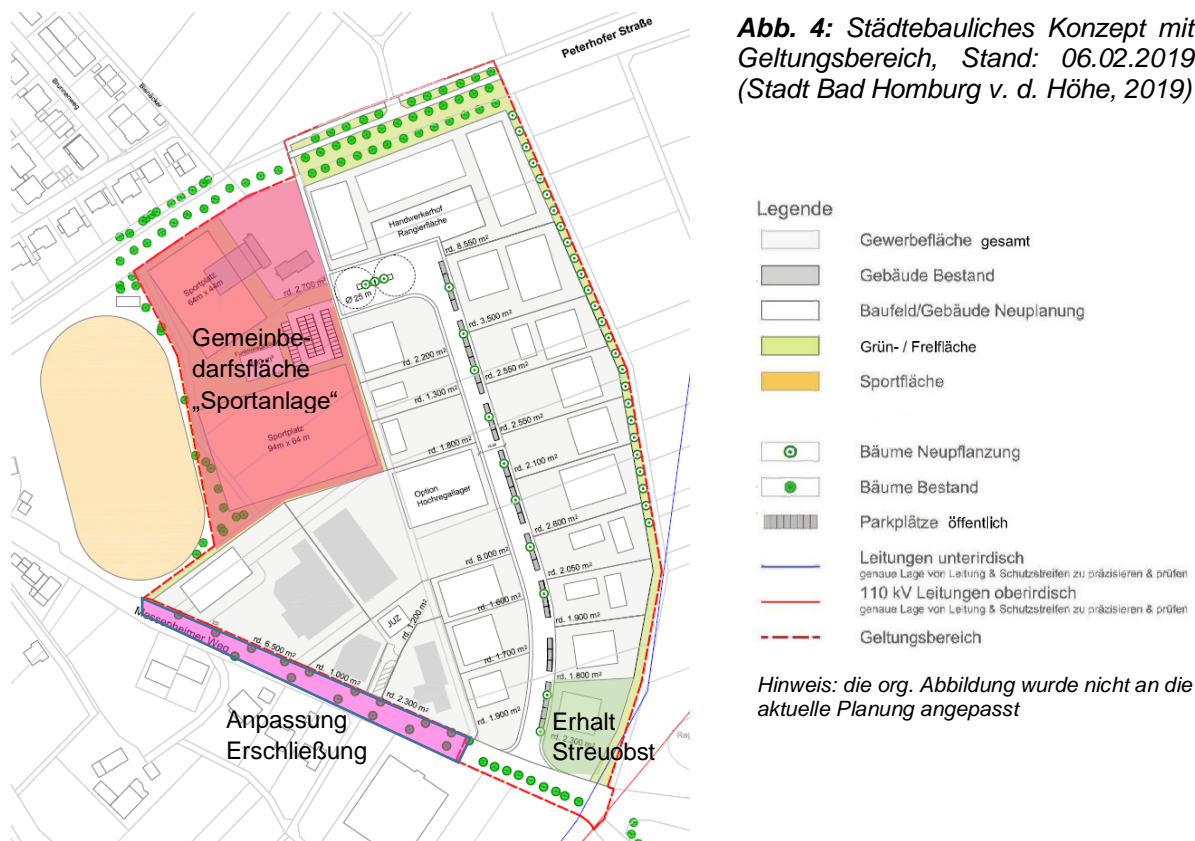 Abb. 4: Städtebauliches Konzept mit
Geltungsbereich, Stand: 06.02.2019
(Stadt Bad Homburg v. d. Höhe, 2019)
Legende
Gewerbefläche gesamt
Gebäude Bestand
Baufeld/Gebäude Neuplanung
Grün- / Freifläche
Sportfläche
Bäume Neupflanzung
Bäume Bestand
Parkplätze öffentlich
Leitungen unterirdisch
genaue Lage von Leitung & Schutzstreifen zu präzisieren & prüfen
110 kV Leitungen oberirdisch
genaue Lage von Leitung & Schutzstreifen zu präzisieren & prüfen
Geltungsbereich
Hinweis: die org. Abbildung wurde nicht an die
aktuelle Planung angepasst
Peterhofer Straße
Brunnenweg
Handwerkerhof
Rangierfläche
rd. 8.550 m²
Sportplatz
64m x 44m
rd. 2.700 m²
Ø 25 m
rd. 3.500 m²
Gemeinbe-
darfsfläche
„Sportanlage“
rd. 2.200 m²
rd. 2.550 m²
rd. 1.300 m²
rd. 2.550 m²
Sportplatz
94m x 64 m
rd. 1.800 m²
rd. 2.100 m²
Option
Hochregallager
rd. 2.600 m²
rd. 8.000 m²
rd. 2.050 m²
rd. 1.600 m²
JUZ
rd. 1.200 m²
rd. 1.900 m²
Massenheimer Weg
rd. 6.500 m²
rd. 1.000 m²
rd. 2.300 m²
rd. 1.700 m²
rd. 1.800 m²
rd. 1.900 m²
rd. 2.300 m²
Anpassung
Erschließung
Erhalt
Streuobst